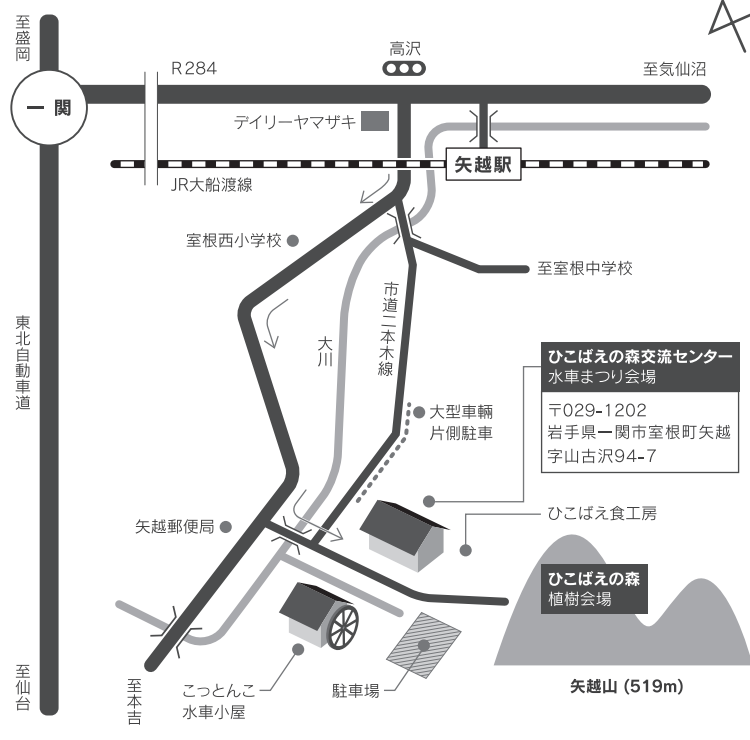 至盛岡
一関
R284
高沢
至気仙沼
デイリーヤマザキ
矢越駅
JR大船渡線
室根西小学校
至室根中学校
東北自動車道
大川
市道二本木線
ひこばえの森交流センター
水車まつり会場
〒029-1202
岩手県一関市室根町矢越
字山古沢94-7
大型車輛
片側駐車
矢越郵便局
ひこばえ食工房
ひこばえの森
植樹会場
至仙台
至本吉
こっとんこ
水車小屋
駐車場
矢越山 (519m)